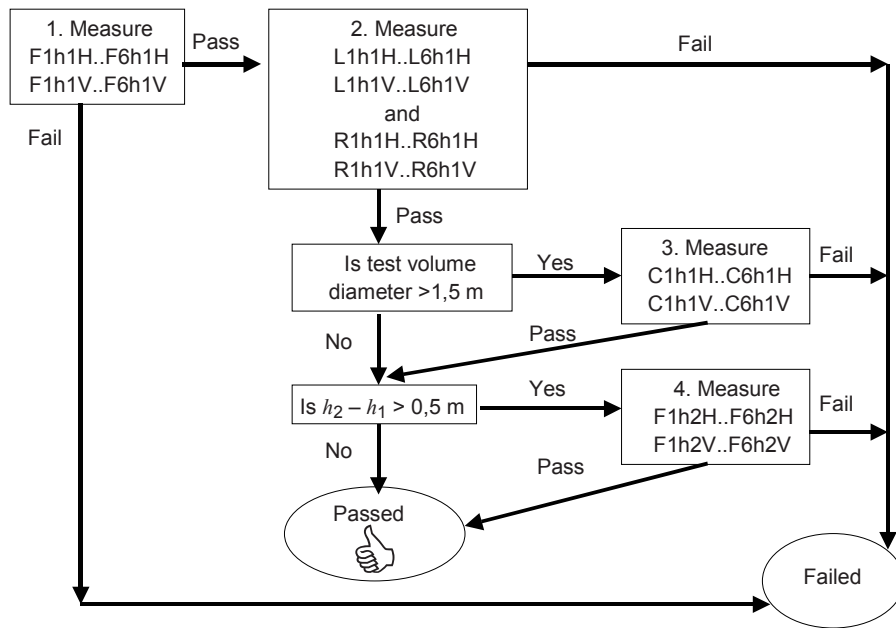 1. Measure
F1h1H..F6h1H
F1h1V..F6h1V
Pass
2. Measure
L1h1H..L6h1H
L1h1V..L6h1V
and
R1h1H..R6h1H
R1h1V..R6h1V
Fail
Fail
Pass
Is test volume
diameter >1,5 m
Yes
3. Measure
C1h1H..C6h1H
C1h1V..C6h1V
Fail
No
Pass
Is h2 – h1 > 0,5 m
Yes
4. Measure
F1h2H..F6h2H
F1h2V..F6h2V
Fail
No
Pass
Passed
Failed